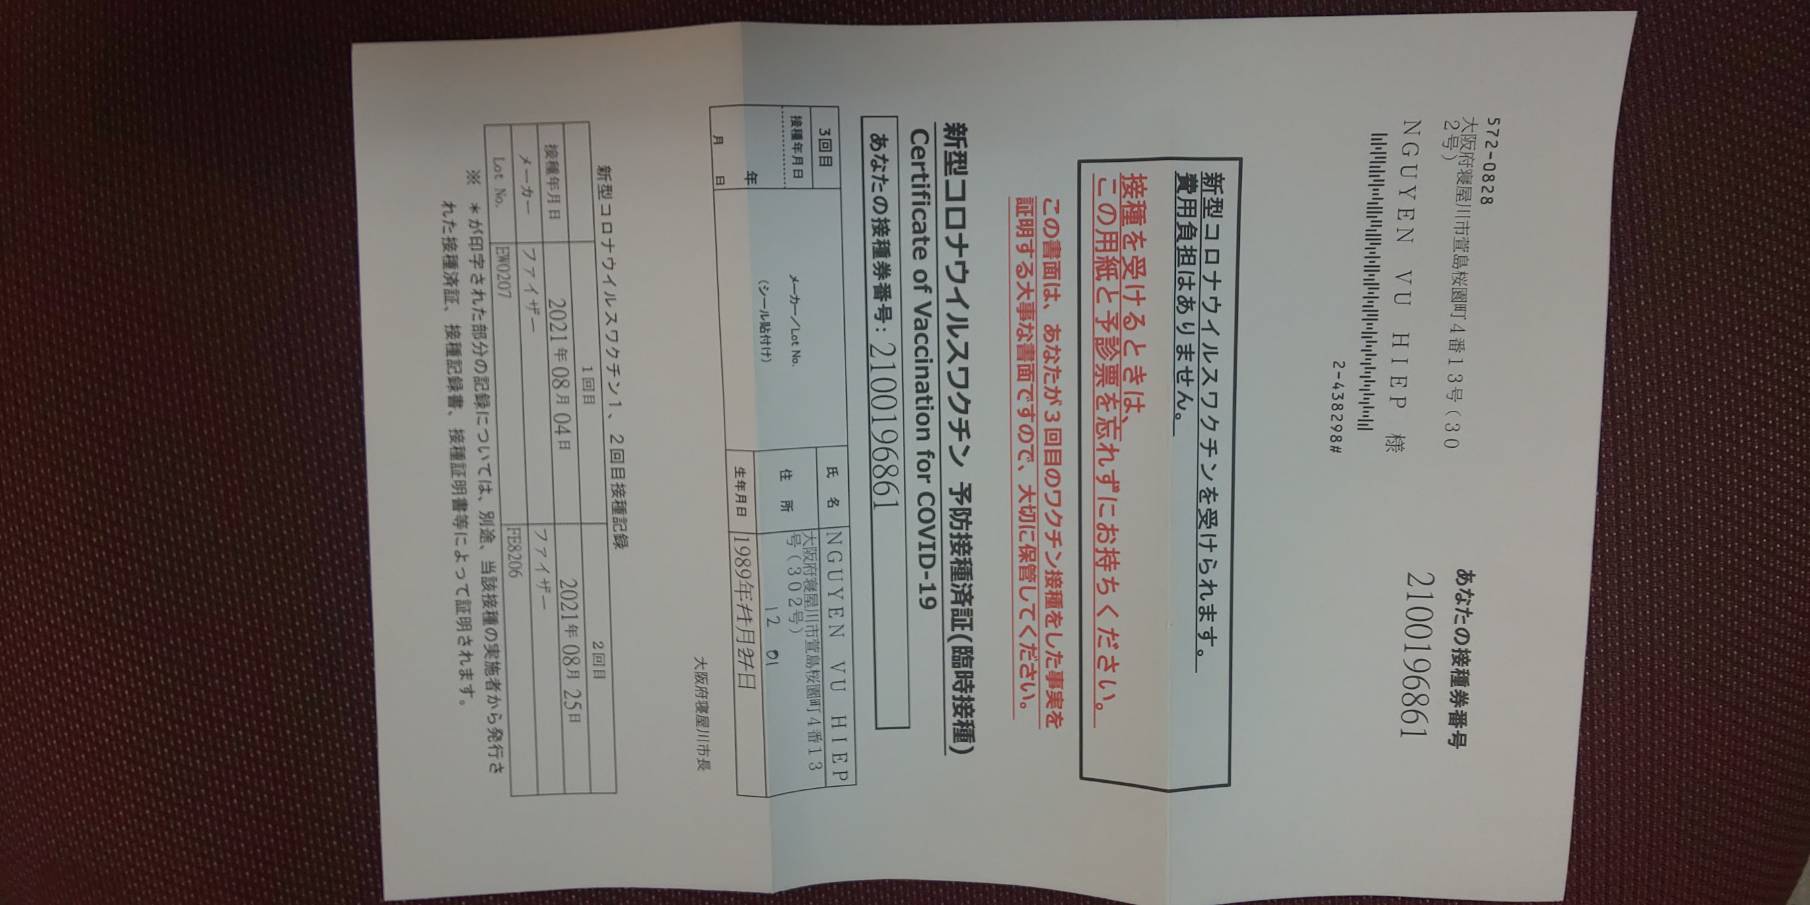 572-0828
大阪府寝屋川市萱島桜園町4番13号(30
2号)
NGUYEN VU HIEP 様
2-438298#
あなたの接種券番号
2100196861
新型コロナウイルスワクチンを受けられます。
費用負担はありません。
接種を受けるときは、
この用紙と予診票を忘れずにお持ちください。
この書面は、あなたが3回目のワクチン接種をした事実を
証明する大事な書面ですので、大切に保管してください。
新型コロナウイルスワクチン 予防接種済証(臨時接種)
Certificate of Vaccination for COVID-19
あなたの接種券番号: 2100196861
3回目
接種年月日
年
月 日
メーカー/Lot No.
(シール貼付け)
氏 名 NGUYEN VU HIEP
住 所 大阪府寝屋川市萱島桜園町4番13
号(302号)
12 01
生年月日 1989年11月27日
大阪府寝屋川市長
新型コロナウイルスワクチン1、2回目接種記録
1回目 2回目
接種年月日 2021年08月04日 2021年08月25日
メーカー ファイザー ファイザー
Lot No. EW0207 FE8206
※ *が印字された部分の記録については、別途、当該接種の実施者から発行さ
れた接種済証、接種記録書、接種証明書等によって証明されます。